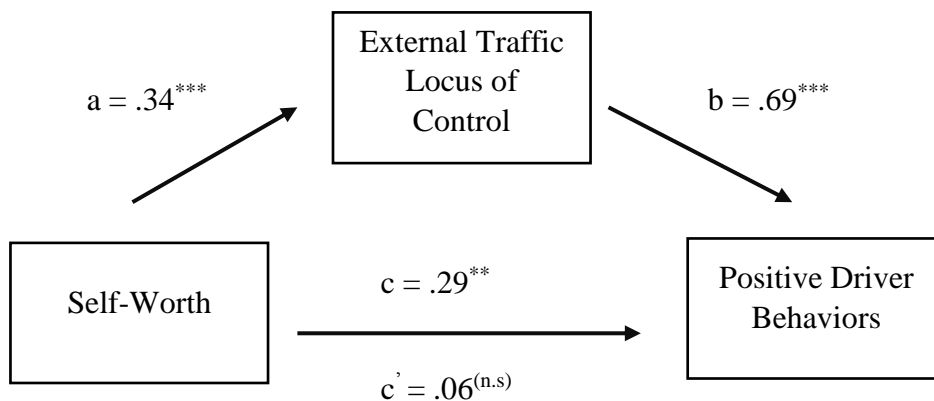 External Traffic
Locus of
Control
a = .34***
b = .69***
Self-Worth
c = .29**
Positive Driver
Behaviors
c’ = .06(n.s)